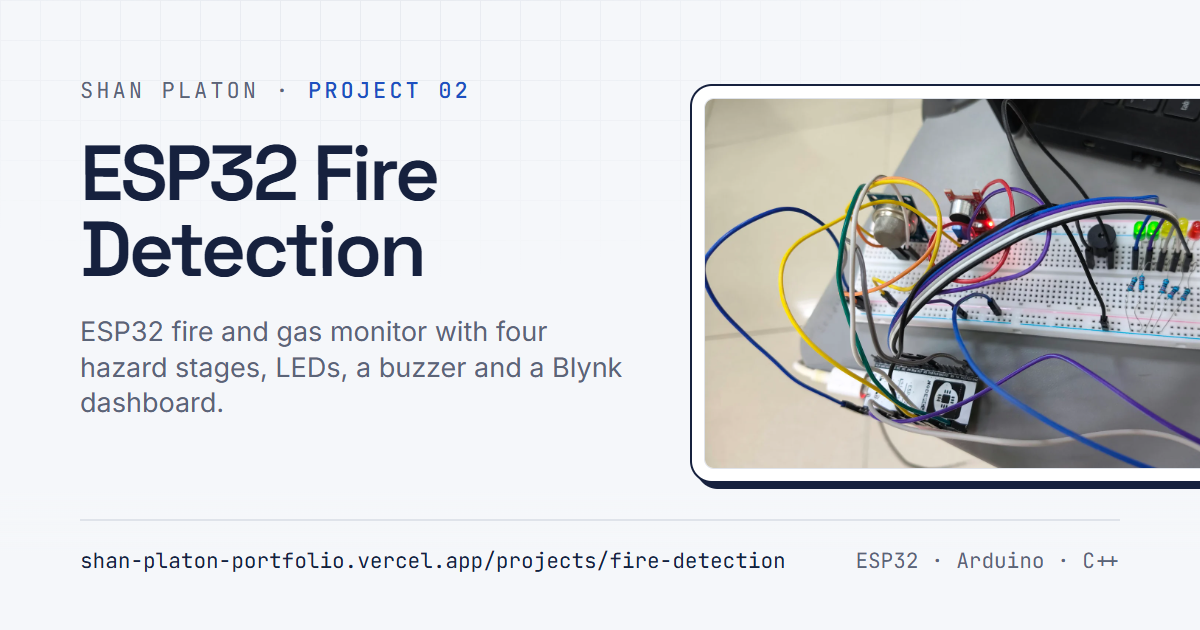 SHAN PLATON · PROJECT 02
ESP32 Fire
Detection
ESP32 fire and gas monitor with four
hazard stages, LEDs, a buzzer and a Blynk
dashboard.
shan-platon-portfolio.vercel.app/projects/fire-detection
ESP32 · Arduino · C++